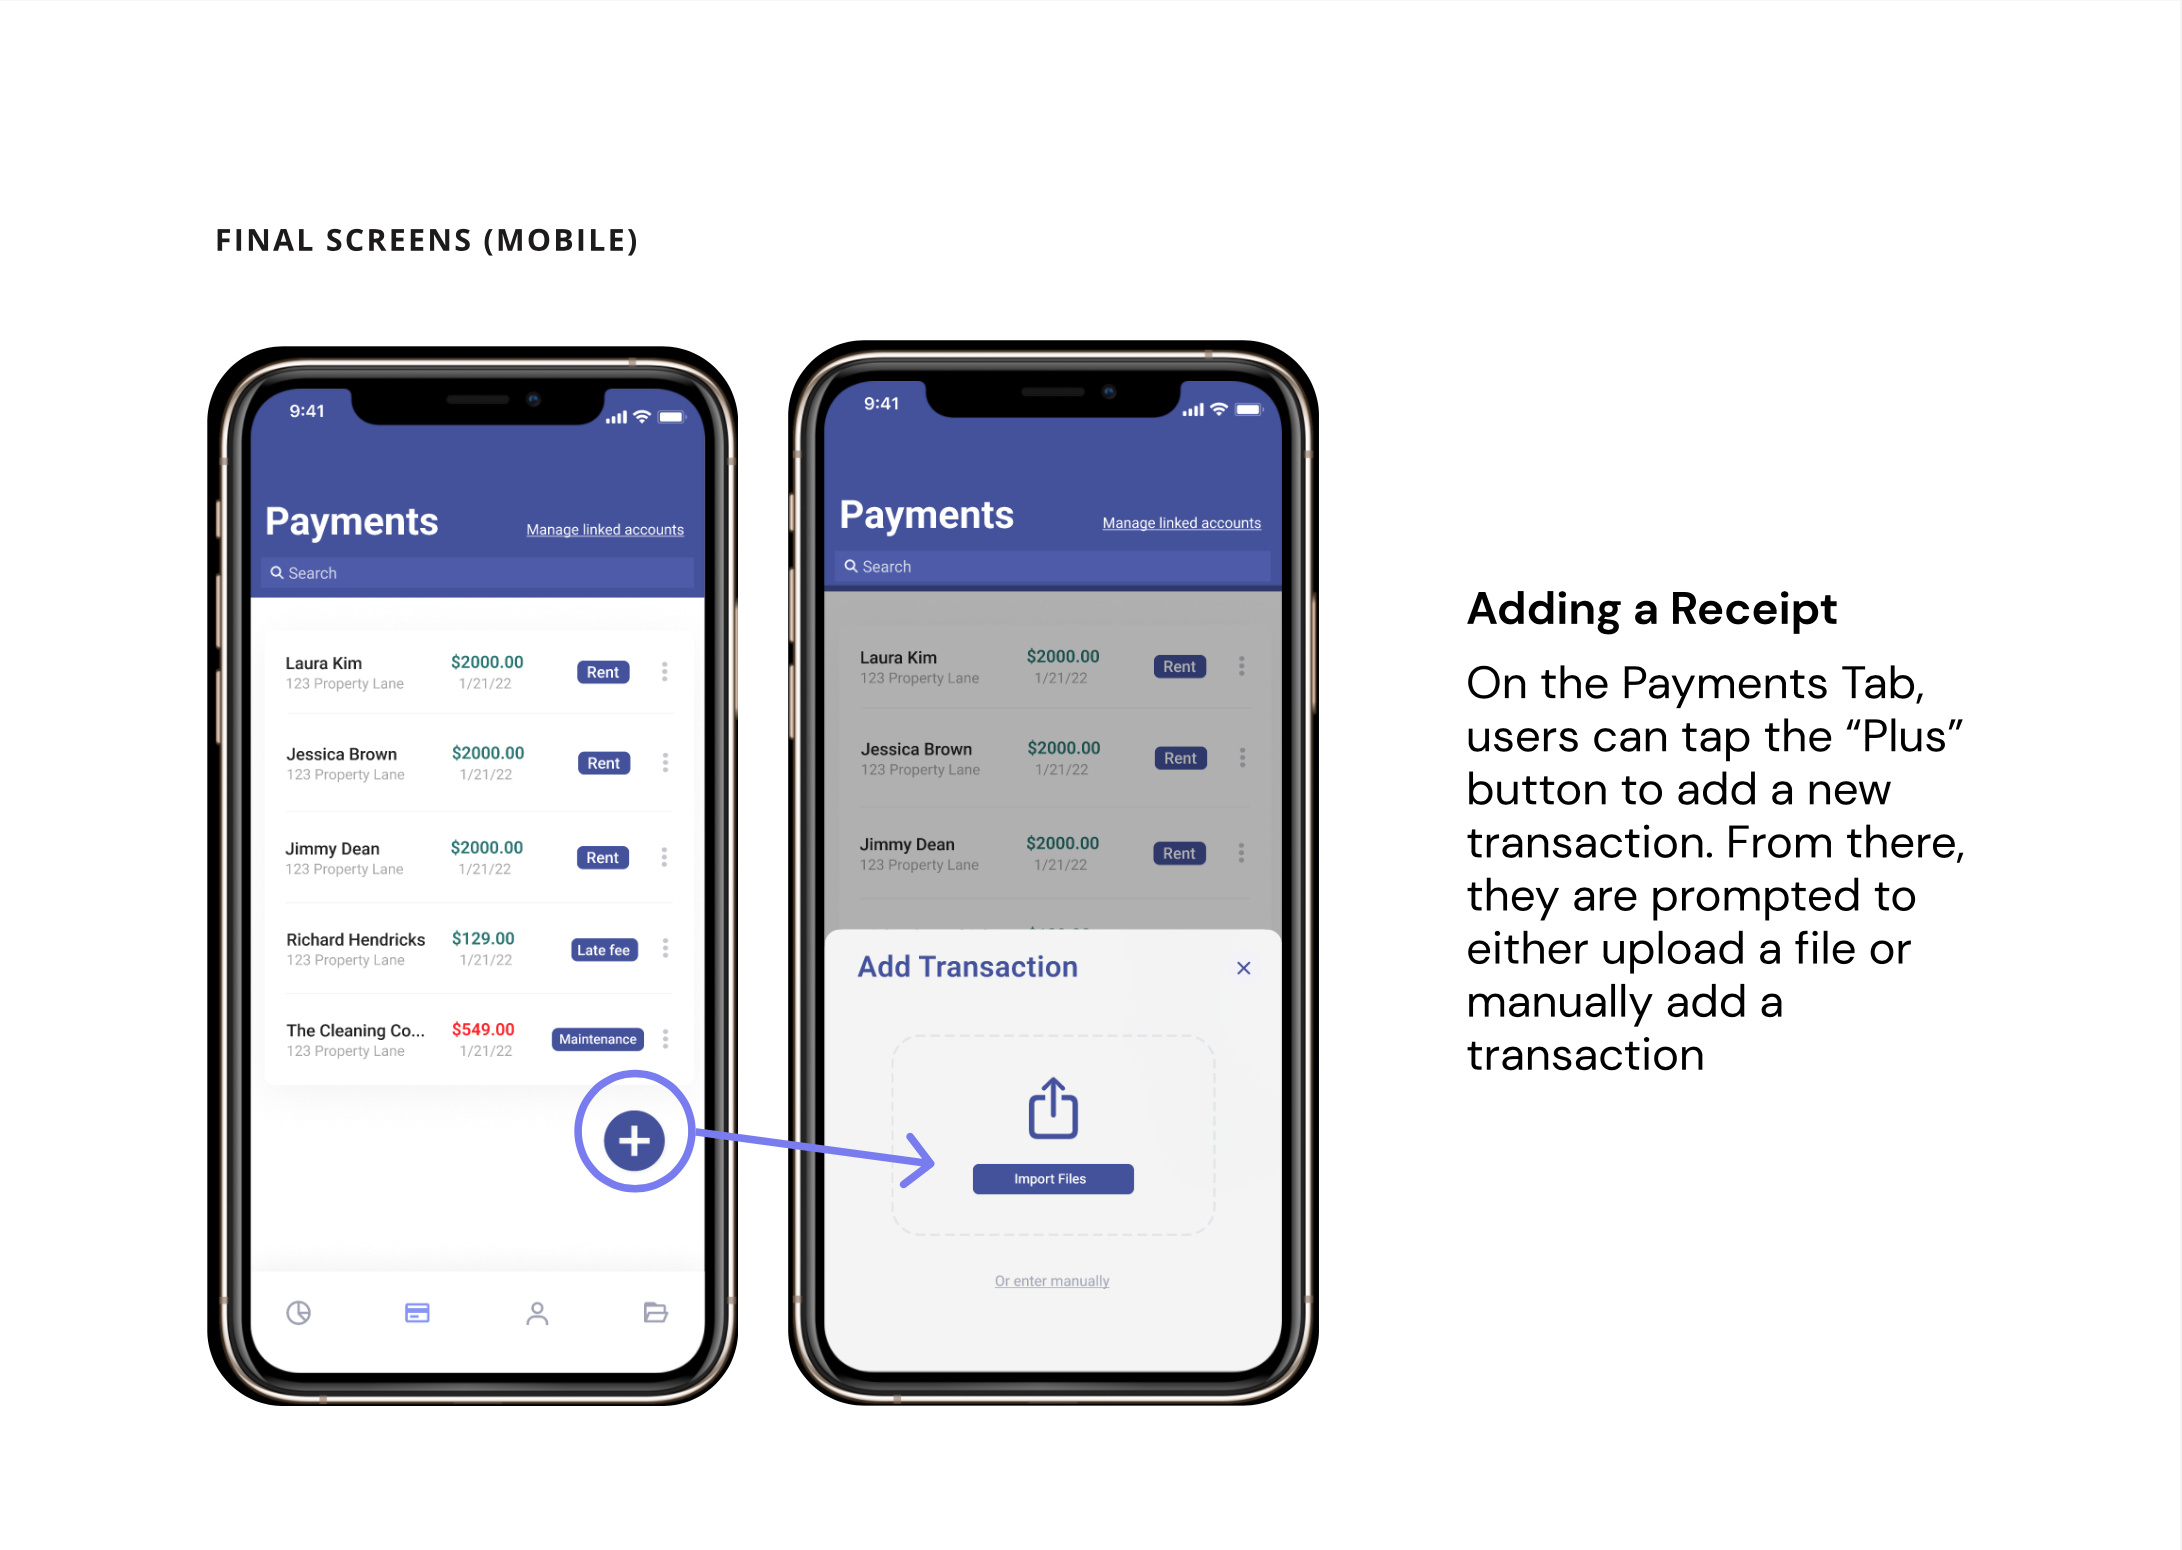 FINAL SCREENS (MOBILE)
9:41
Payments
Manage linked accounts
Search
Laura Kim $2000.00 Rent
123 Property Lane 1/21/22
Jessica Brown $2000.00 Rent
123 Property Lane 1/21/22
Jimmy Dean $2000.00 Rent
123 Property Lane 1/21/22
Richard Hendricks $129.00 Late fee
123 Property Lane 1/21/22
The Cleaning Co... $549.00 Maintenance
123 Property Lane 1/21/22
9:41
Payments
Manage linked accounts
Search
Laura Kim $2000.00 Rent
123 Property Lane 1/21/22
Jessica Brown $2000.00 Rent
123 Property Lane 1/21/22
Jimmy Dean $2000.00 Rent
123 Property Lane 1/21/22
Add Transaction
Import Files
Or enter manually
Adding a Receipt
On the Payments Tab,
users can tap the “Plus”
button to add a new
transaction. From there,
they are prompted to
either upload a file or
manually add a
transaction